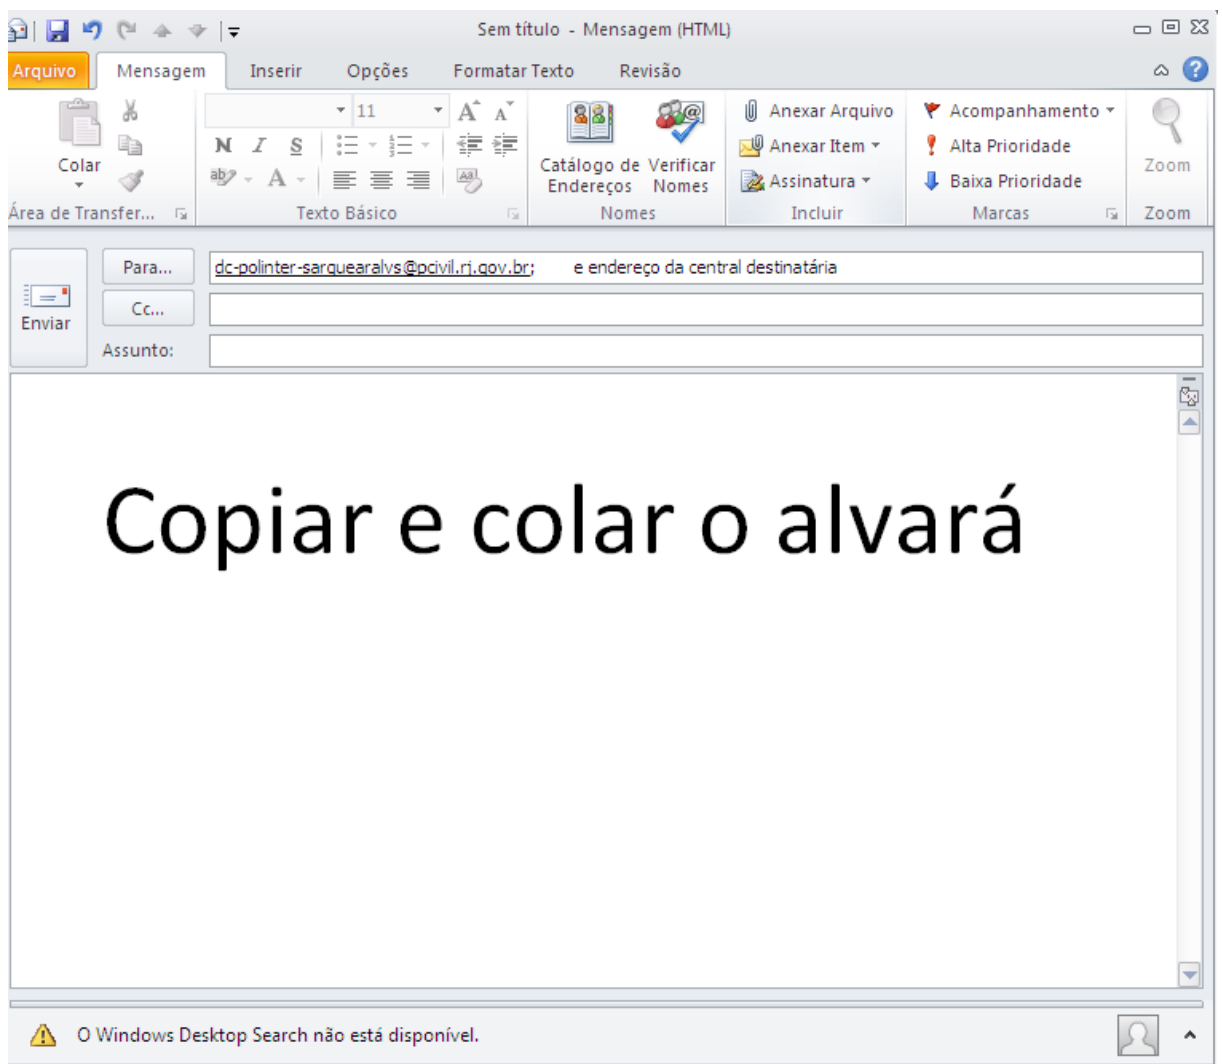 Sem título - Mensagem (HTML)
Arquivo Mensagem Inserir Opções Formatar Texto Revisão
Colar
Área de Transfer...
11
N I S
Texto Básico
Catálogo de Endereços
Verificar Nomes
Nomes
Anexar Arquivo
Anexar Item
Assinatura
Incluir
Acompanhamento
Alta Prioridade
Baixa Prioridade
Marcas
Zoom
Zoom
Enviar
Para... dc-polinter-sarquearalvs@pcivil.rj.gov.br; e endereço da central destinatária
Cc...
Assunto:
Copiar e colar o alvará
O Windows Desktop Search não está disponível.